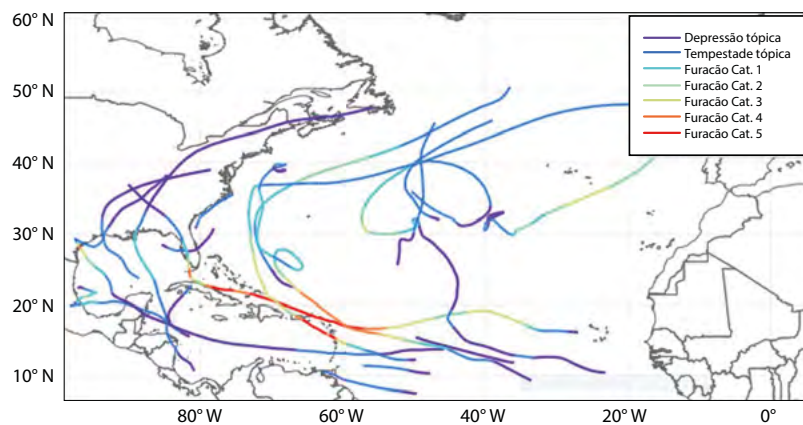 60° N
50° N
40° N
30° N
20° N
10° N
Depressão tópica
Tempestade tópica
Furacão Cat. 1
Furacão Cat. 2
Furacão Cat. 3
Furacão Cat. 4
Furacão Cat. 5
80° W
60° W
40° W
20° W
0°